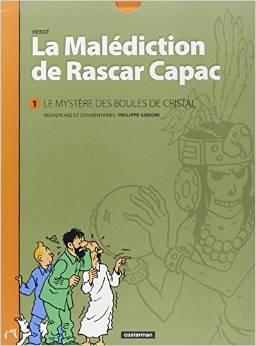 HERGÉ
La Malédiction
de Rascar Capac
1 LE MYSTÈRE DES BOULES DE CRISTAL
RECHERCHES ET COMMENTAIRES : PHILIPPE GODDIN
casterman